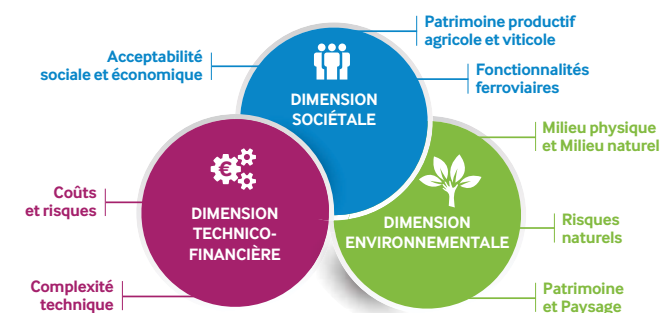 Patrimoine productif
agricole et viticole
Acceptabilité
sociale et économique
Fonctionnalités
ferroviaires
DIMENSION
SOCIÉTALE
Milieu physique
et Milieu naturel
€
Coûts
et risques
DIMENSION
TECHNICO-
FINANCIÈRE
DIMENSION
ENVIRONNEMENTALE
Risques
naturels
Complexité
technique
Patrimoine
et Paysage